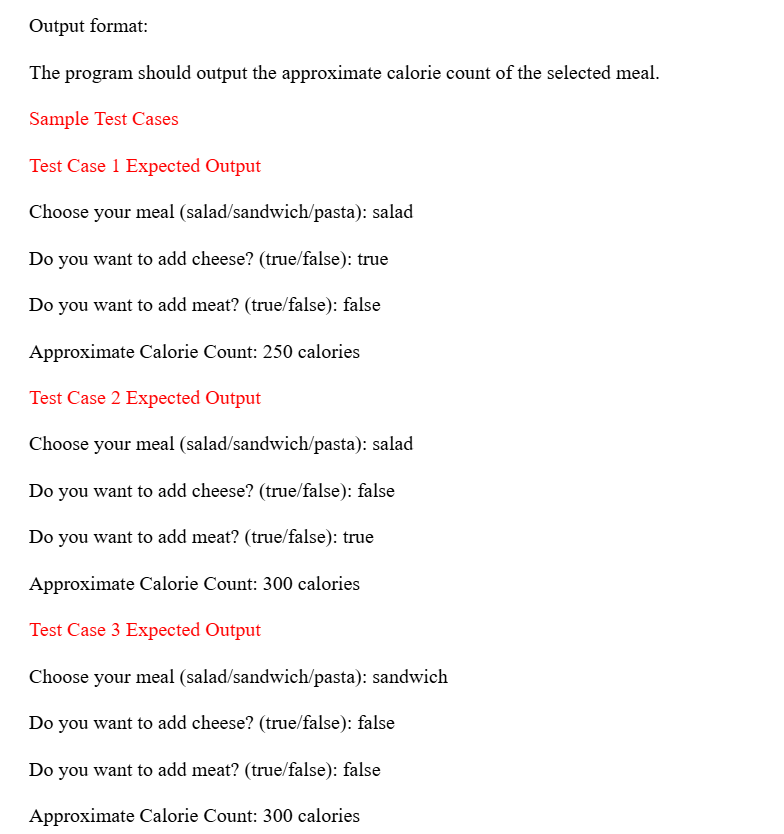 Output format:
The program should output the approximate calorie count of the selected meal.
Sample Test Cases
Test Case 1 Expected Output
Choose your meal (salad/sandwich/pasta): salad
Do you want to add cheese? (true/false): true
Do you want to add meat? (true/false): false
Approximate Calorie Count: 250 calories
Test Case 2 Expected Output
Choose your meal (salad/sandwich/pasta): salad
Do you want to add cheese? (true/false): false
Do you want to add meat? (true/false): true
Approximate Calorie Count: 300 calories
Test Case 3 Expected Output
Choose your meal (salad/sandwich/pasta): sandwich
Do you want to add cheese? (true/false): false
Do you want to add meat? (true/false): false
Approximate Calorie Count: 300 calories